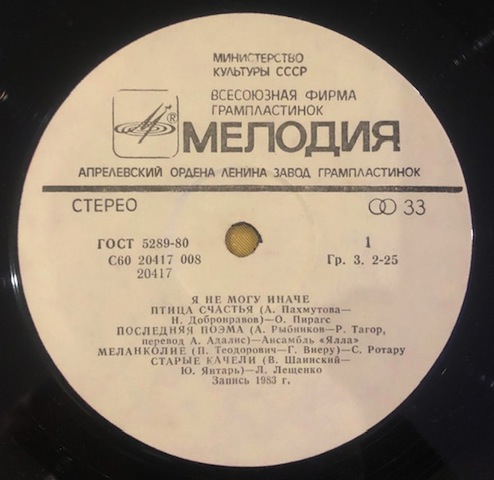 МИНИСТЕРСТВО
КУЛЬТУРЫ СССР
ВСЕСОЮЗНАЯ ФИРМА
ГРАМПЛАСТИНОК
® МЕЛОДИЯ
АПРЕЛЕВСКИЙ ОРДЕНА ЛЕНИНА ЗАВОД ГРАМПЛАСТИНОК
СТЕРЕО 33
ГОСТ 5289-80 1
С60 20417 008 Гр. 3. 2-25
20417
Я НЕ МОГУ ИНАЧЕ
ПТИЦА СЧАСТЬЯ (А. Пахмутова—
Н. Добронравов)—О. Пирагс
ПОСЛЕДНЯЯ ПОЭМА (А. Рыбников—Р. Тагор,
перевод А. Адалис)—Ансамбль «Ялла»
МЕЛАНКОЛИЕ (П. Теодорович—Г. Виеру)—С. Ротару
СТАРЫЕ КАЧЕЛИ (В. Шаинский—
Ю. Янтарь)—Л. Лещенко
Запись 1983 г.